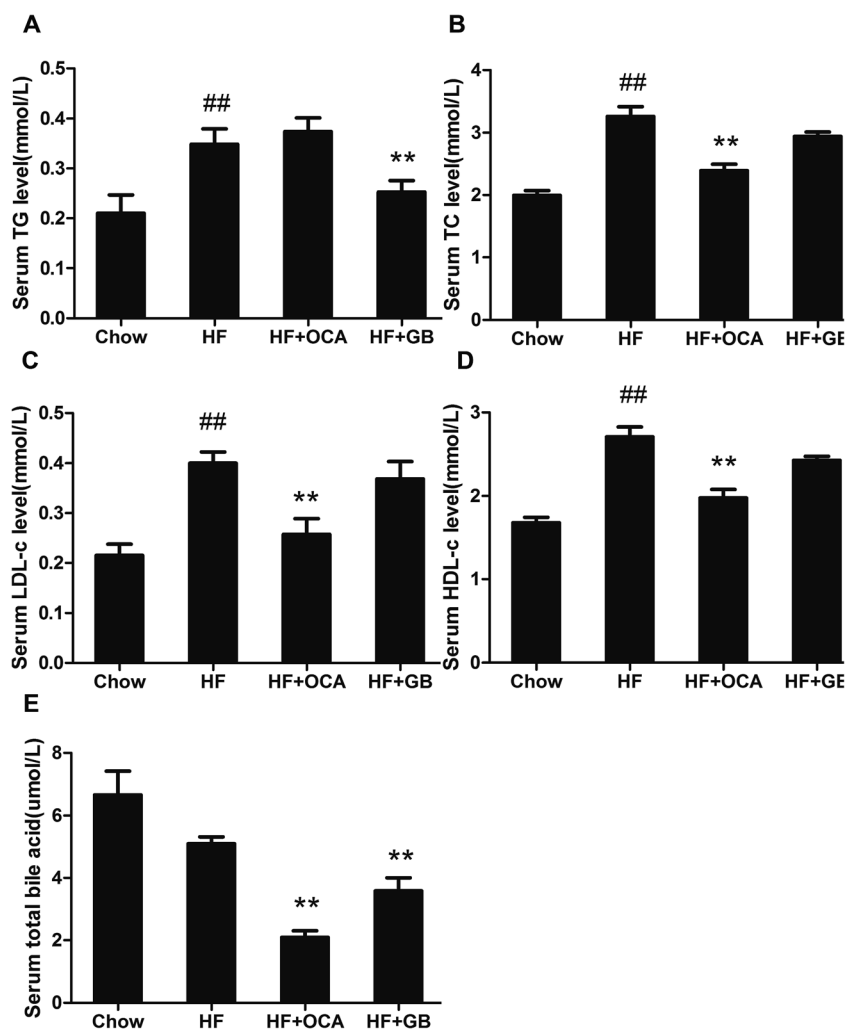 A
Serum TG level(mmol/L)
0.5
0.4
0.3
0.2
0.1
0.0
##
**
Chow HF HF+OCA HF+GB
B
Serum TC level(mmol/L)
4
3
2
1
0
##
**
Chow HF HF+OCA HF+GB
C
Serum LDL-c level(mmol/L)
0.5
0.4
0.3
0.2
0.1
0.0
##
**
Chow HF HF+OCA HF+GB
D
Serum HDL-c level(mmol/L)
3
2
1
0
##
**
Chow HF HF+OCA HF+GB
E
Serum total bile acid(umol/L)
8
6
4
2
0
**
**
Chow HF HF+OCA HF+GB